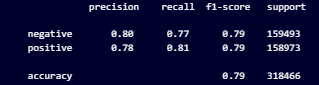 precision recall f1-score support
negative 0.80 0.77 0.79 159493
positive 0.78 0.81 0.79 158973
accuracy 0.79 318466